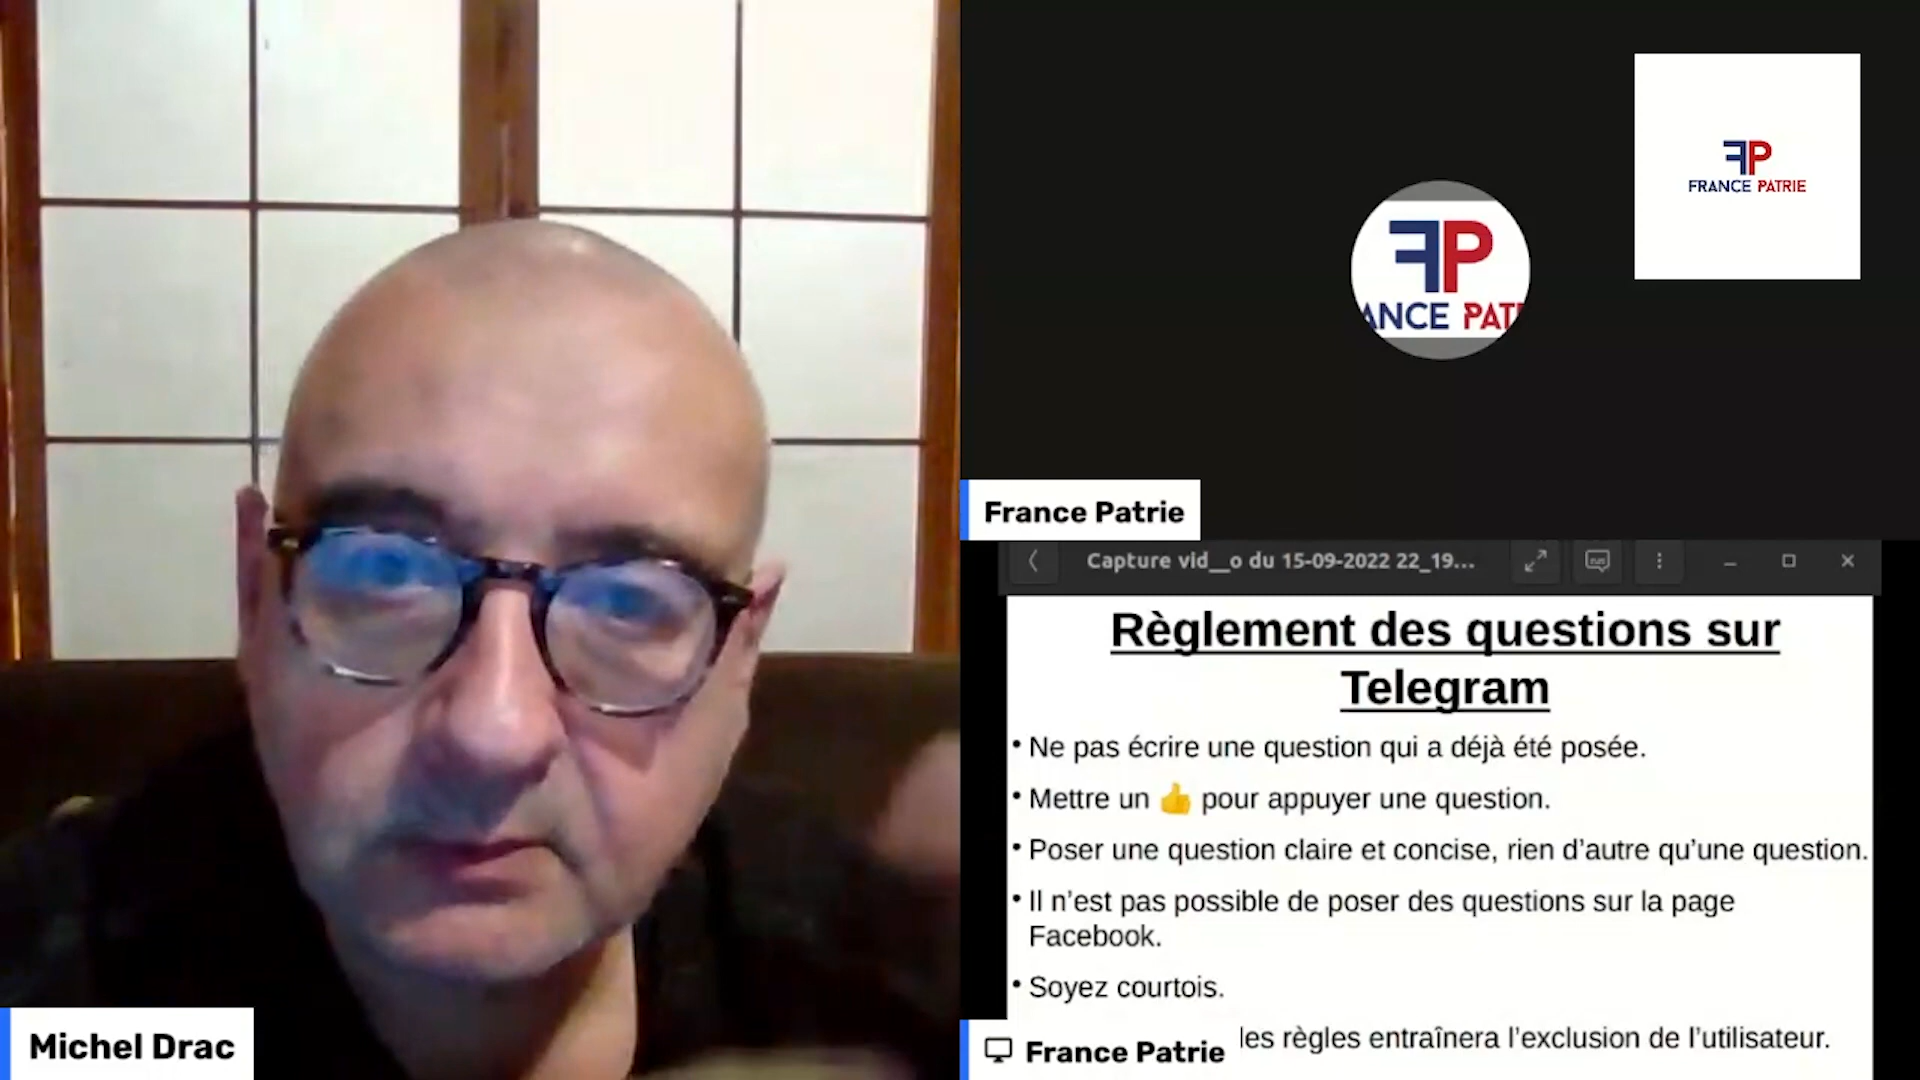 FP
FRANCE PATRIE
FP
ANCE PAT
France Patrie
Capture vid__o du 15-09-2022 22_19...
Règlement des questions sur
Telegram
• Ne pas écrire une question qui a déjà été posée.
• Mettre un 👍 pour appuyer une question.
• Poser une question claire et concise, rien d’autre qu’une question.
• Il n’est pas possible de poser des questions sur la page
Facebook.
• Soyez courtois.
les règles entraînera l’exclusion de l’utilisateur.
France Patrie
Michel Drac